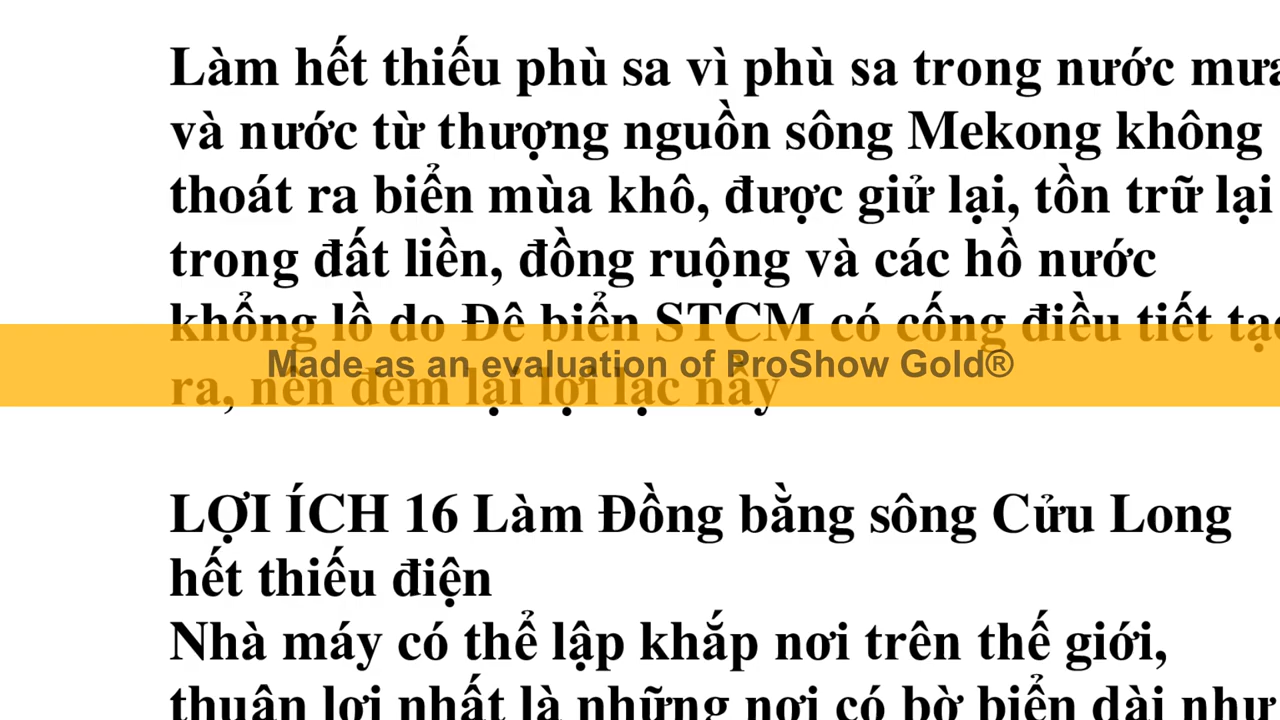 Làm hết thiếu phù sa vì phù sa trong nước mưa
và nước từ thượng nguồn sông Mekong không
thoát ra biển mùa khô, được giử lại, tồn trữ lại
trong đất liền, đồng ruộng và các hồ nước
khổng lồ do Đê biển STCM có cống điều tiết tạo
Made as an evaluation of ProShow Gold®
ra, nên đem lại lợi lạc nầy
LỢI ÍCH 16 Làm Đồng bằng sông Cửu Long
hết thiếu điện
Nhà máy có thể lập khắp nơi trên thế giới,
thuận lợi nhất là những nơi có bờ biển dài như